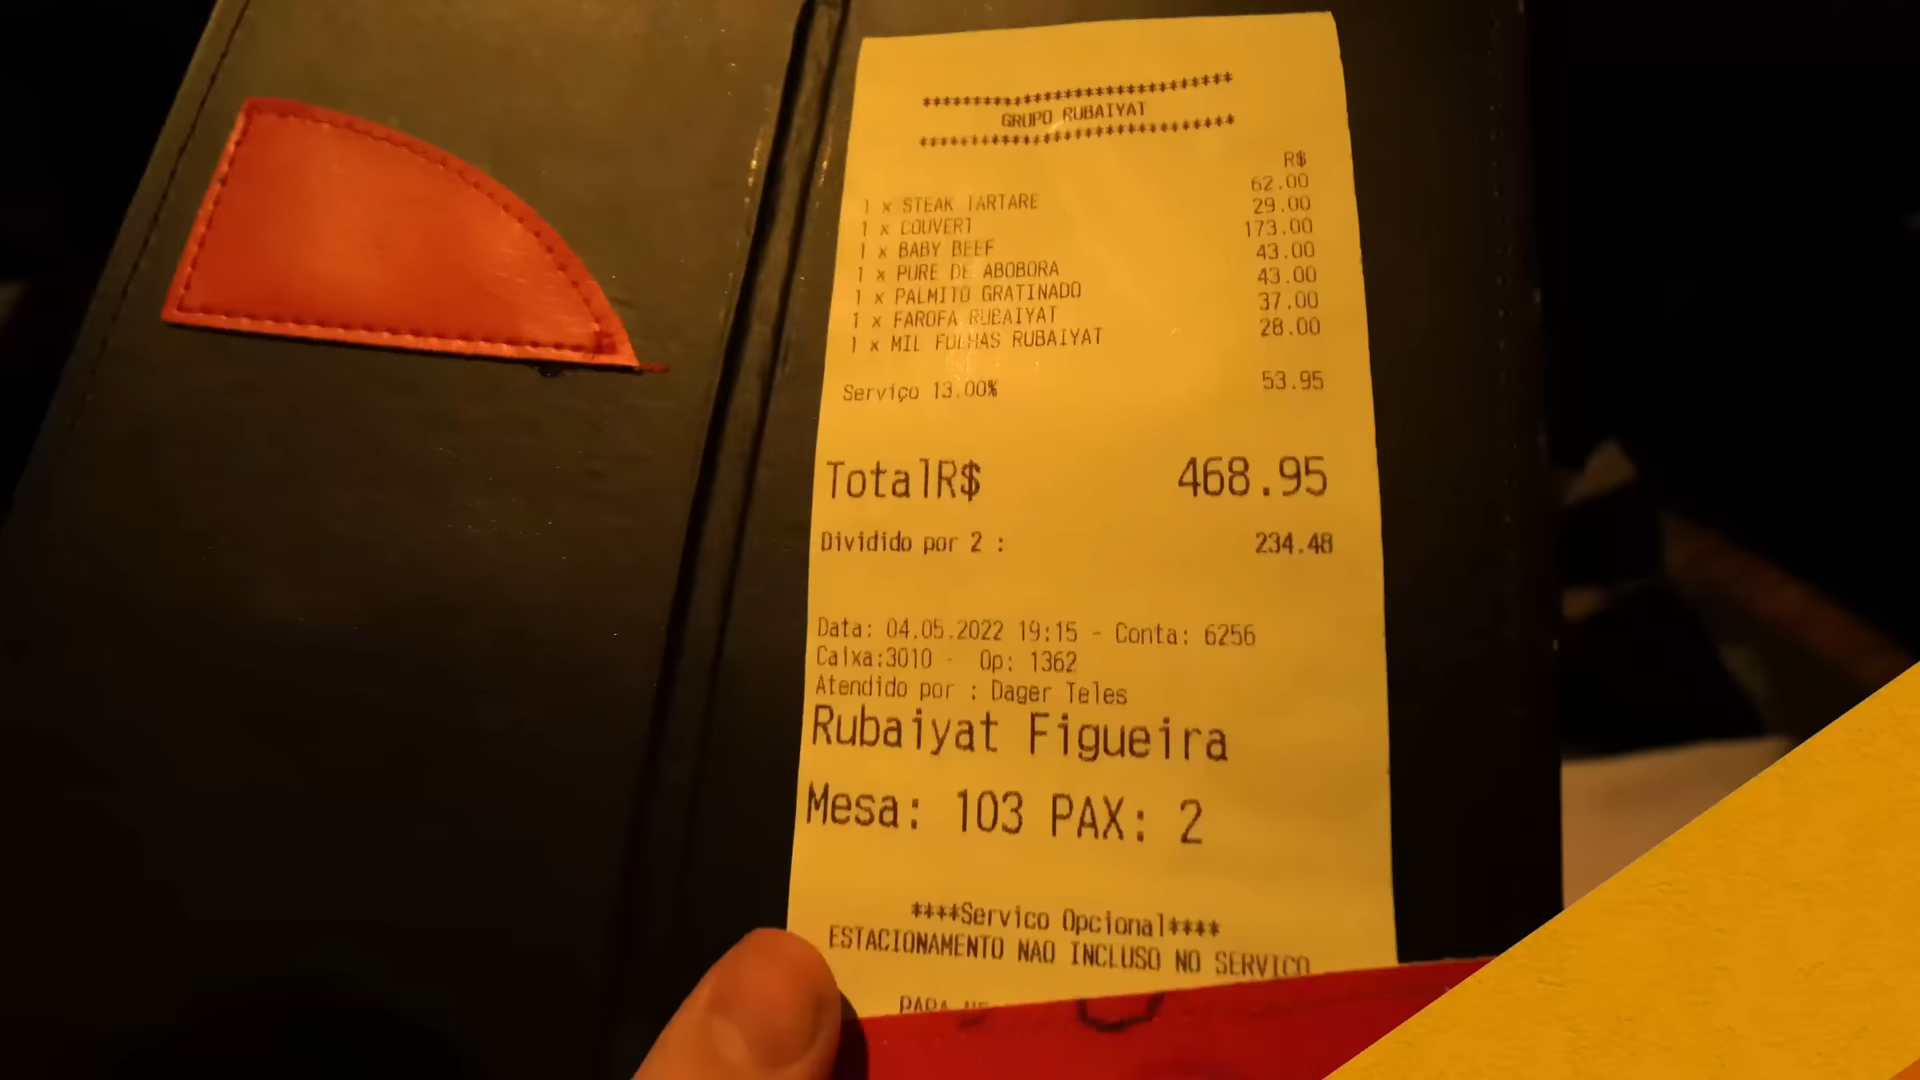 ******************************
GRUPO RUBAIYAT
******************************
R$
1 x STEAK TARTARE 62.00
1 x COUVERT 29.00
1 x BABY BEEF 173.00
1 x PURE DE ABOBORA 43.00
1 x PALMITO GRATINADO 43.00
1 x FAROFA RUBAIYAT 37.00
1 x MIL FOLHAS RUBAIYAT 28.00
Serviço 13.00% 53.95
TotalR$ 468.95
Dividido por 2 : 234.48
Data: 04.05.2022 19:15 - Conta: 6256
Caixa:3010 - Op: 1362
Atendido por : Dager Teles
Rubaiyat Figueira
Mesa: 103 PAX: 2
****Servico Opcional****
ESTACIONAMENTO NAO INCLUSO NO SERVICO
PARA